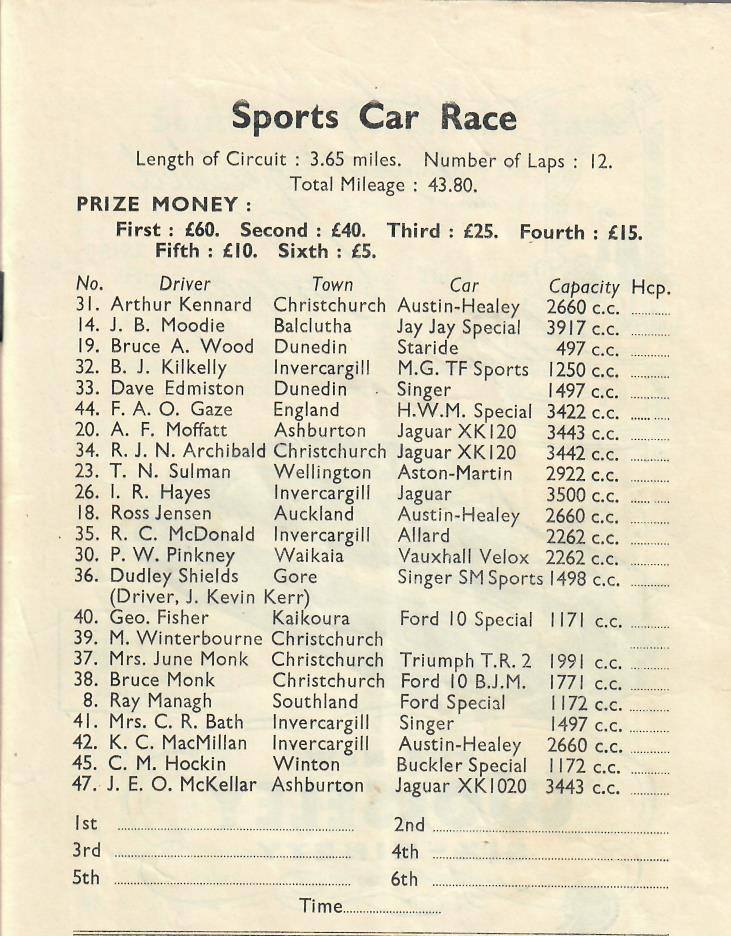 Sports Car Race
Length of Circuit : 3.65 miles. Number of Laps : 12.
Total Mileage : 43.80.
PRIZE MONEY :
First : £60. Second : £40. Third : £25. Fourth : £15.
Fifth : £10. Sixth : £5.
No. Driver Town Car Capacity Hcp.
31. Arthur Kennard Christchurch Austin-Healey 2660 c.c. ............
14. J. B. Moodie Balclutha Jay Jay Special 3917 c.c. ............
19. Bruce A. Wood Dunedin Staride 497 c.c. ............
32. B. J. Kilkelly Invercargill M.G. TF Sports 1250 c.c. ............
33. Dave Edmiston Dunedin Singer 1497 c.c. ............
44. F. A. O. Gaze England H.W.M. Special 3422 c.c. ............
20. A. F. Moffatt Ashburton Jaguar XK120 3443 c.c. ............
34. R. J. N. Archibald Christchurch Jaguar XK120 3442 c.c. ............
23. T. N. Sulman Wellington Aston-Martin 2922 c.c. ............
26. I. R. Hayes Invercargill Jaguar 3500 c.c. ............
18. Ross Jensen Auckland Austin-Healey 2660 c.c. ............
35. R. C. McDonald Invercargill Allard 2262 c.c. ............
30. P. W. Pinkney Waikaia Vauxhall Velox 2262 c.c. ............
36. Dudley Shields Gore Singer SM Sports 1498 c.c. ............
(Driver, J. Kevin Kerr)
40. Geo. Fisher Kaikoura Ford 10 Special 1171 c.c. ............
39. M. Winterbourne Christchurch ............
37. Mrs. June Monk Christchurch Triumph T.R. 2 1991 c.c. ............
38. Bruce Monk Christchurch Ford 10 B.J.M. 1771 c.c. ............
8. Ray Managh Southland Ford Special 1172 c.c. ............
41. Mrs. C. R. Bath Invercargill Singer 1497 c.c. ............
42. K. C. MacMillan Invercargill Austin-Healey 2660 c.c. ............
45. C. M. Hockin Winton Buckler Special 1172 c.c. ............
47. J. E. O. McKellar Ashburton Jaguar XK1020 3443 c.c. ............
1st ............ 2nd ............
3rd ............ 4th ............
5th ............ 6th ............
Time............